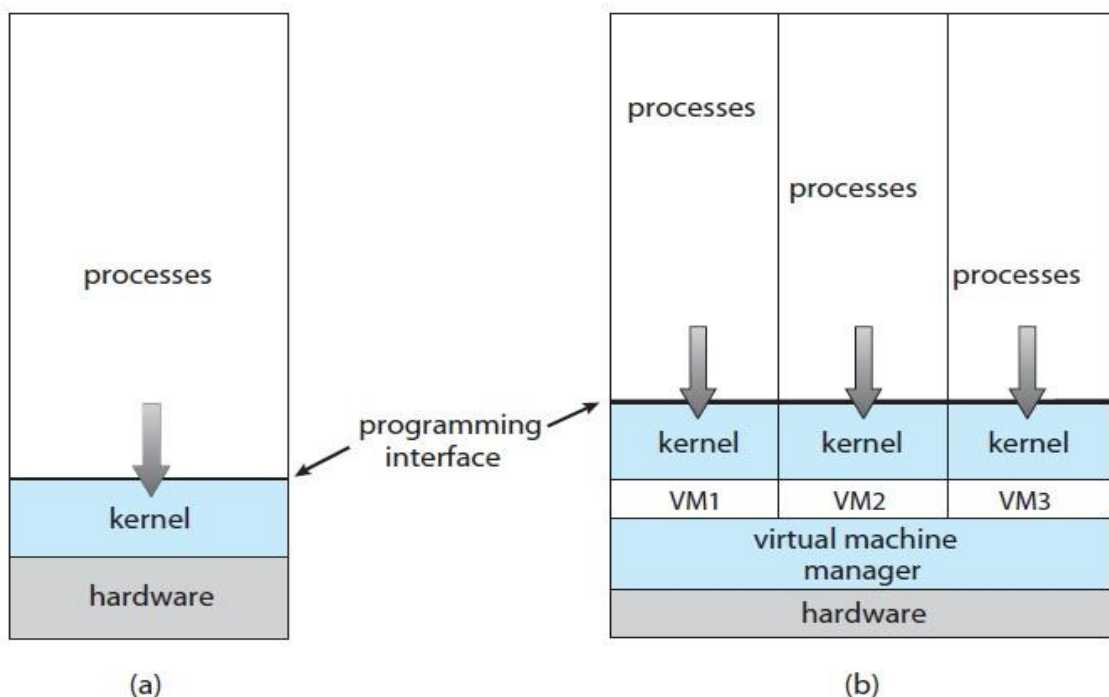 processes
kernel
hardware
(a)
programming
interface
processes
processes
processes
kernel
kernel
kernel
VM1
VM2
VM3
virtual machine
manager
hardware
(b)